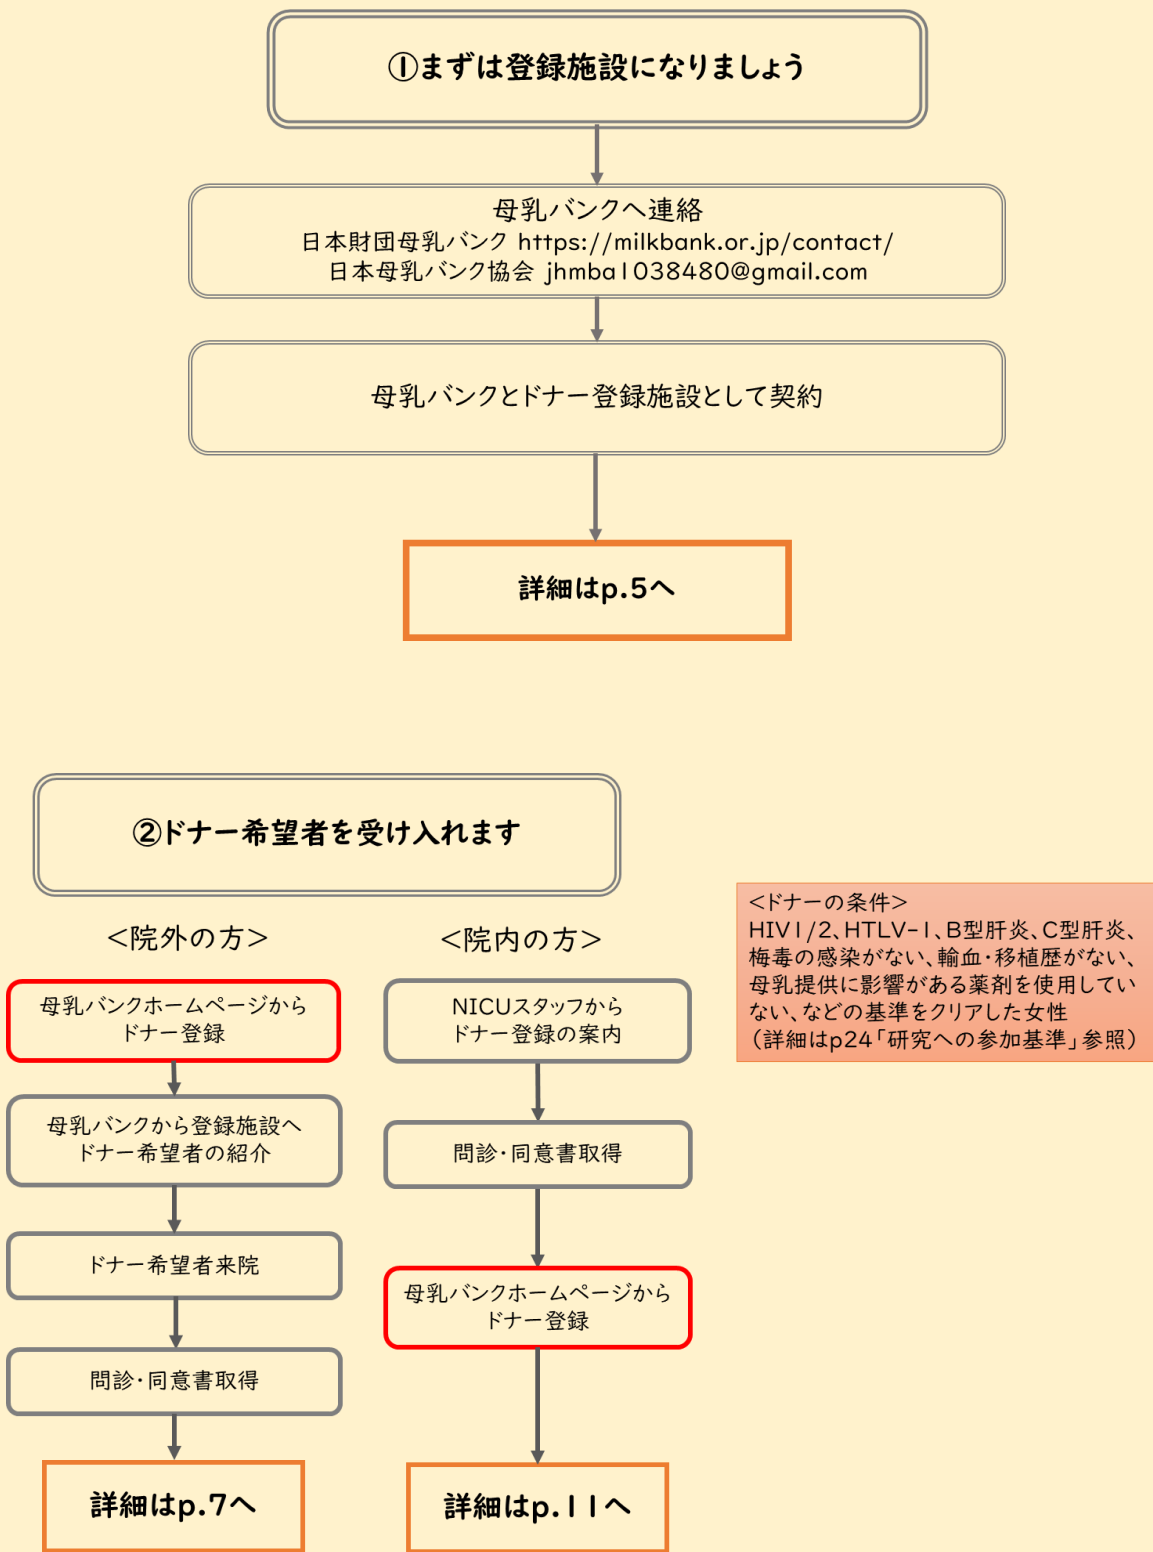 ①まずは登録施設になりましょう
母乳バンクへ連絡
日本財団母乳バンク https://milkbank.or.jp/contact/
日本母乳バンク協会 jhmba1038480@gmail.com
母乳バンクとドナー登録施設として契約
詳細はp.5へ
②ドナー希望者を受け入れます
<院外の方>
母乳バンクホームページから
ドナー登録
母乳バンクから登録施設へ
ドナー希望者の紹介
ドナー希望者来院
問診・同意書取得
詳細はp.7へ
<院内の方>
NICUスタッフから
ドナー登録の案内
問診・同意書取得
母乳バンクホームページから
ドナー登録
詳細はp.11へ
<ドナーの条件>
HIV1/2、HTLV-1、B型肝炎、C型肝炎、
梅毒の感染がない、輸血・移植歴がない、
母乳提供に影響がある薬剤を使用してい
ない、などの基準をクリアした女性
（詳細はp24「研究への参加基準」参照）